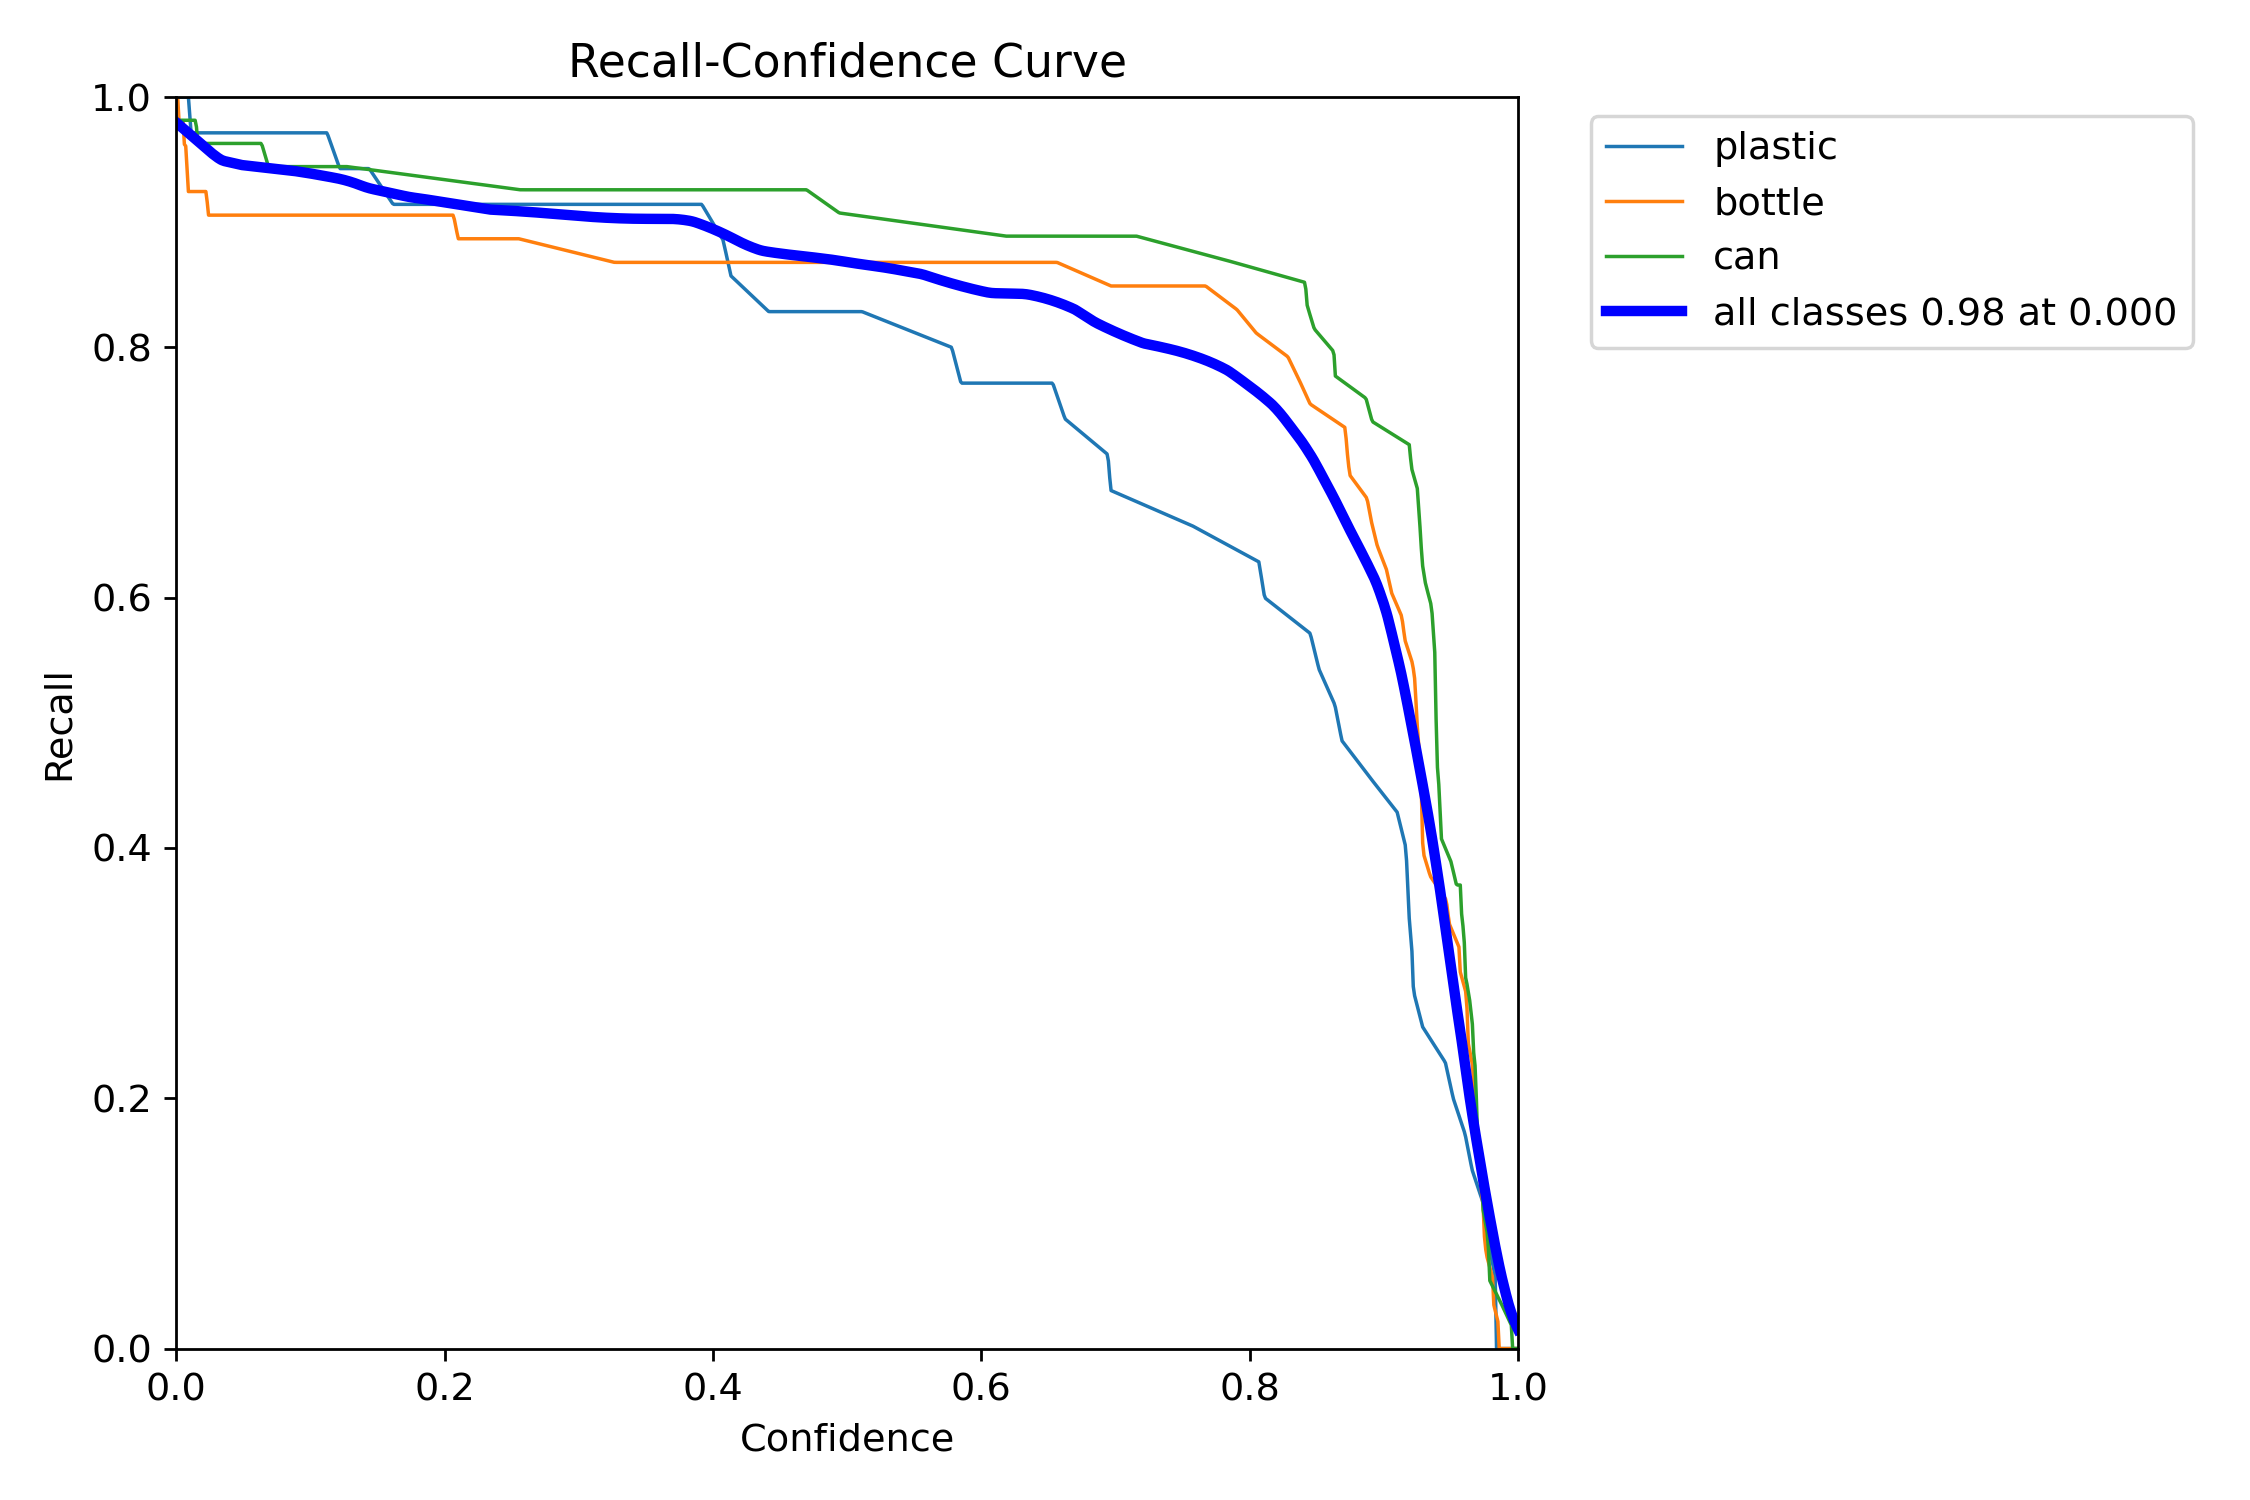 Recall-Confidence Curve
1.0
0.8
0.6
0.4
0.2
0.0
Recall
0.0 0.2 0.4 0.6 0.8 1.0
Confidence
plastic
bottle
can
all classes 0.98 at 0.000